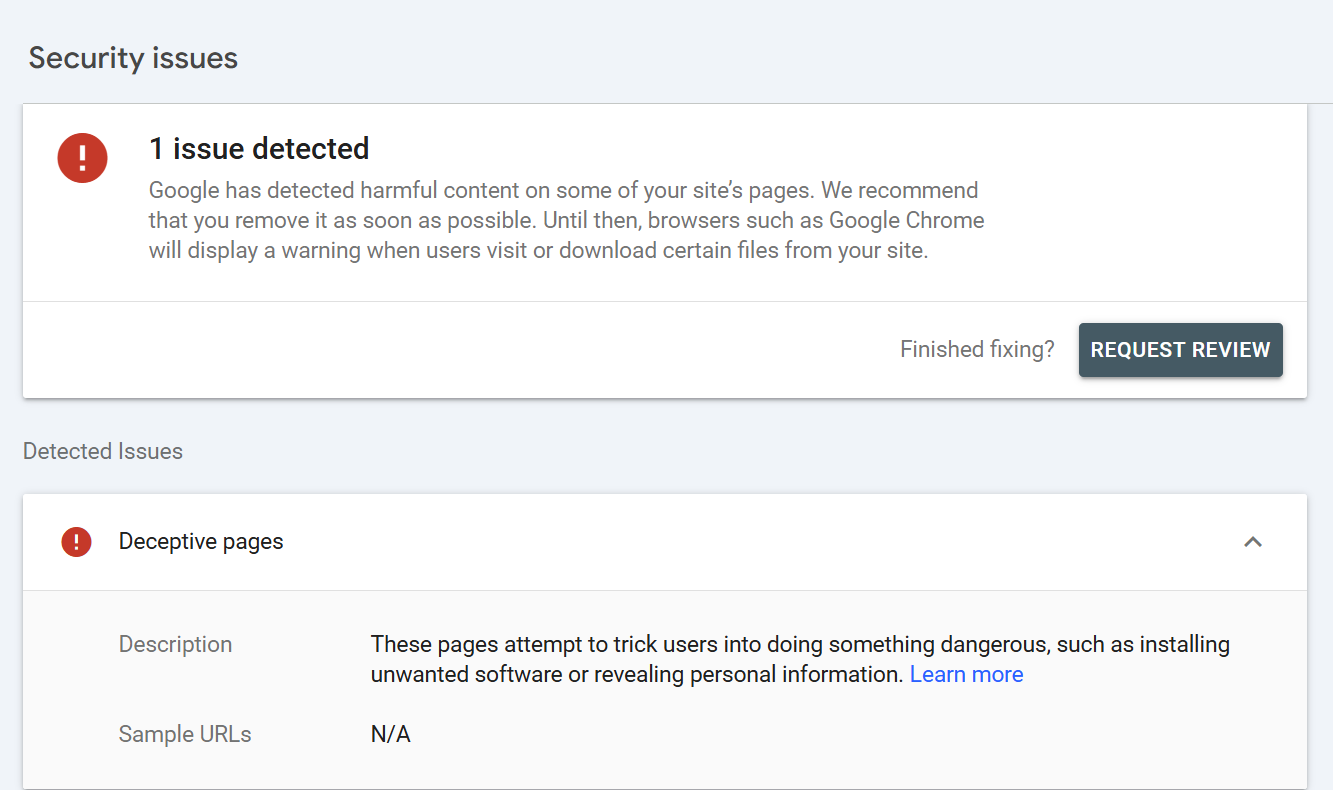 Security issues
1 issue detected
Google has detected harmful content on some of your site’s pages. We recommend
that you remove it as soon as possible. Until then, browsers such as Google Chrome
will display a warning when users visit or download certain files from your site.
Finished fixing? REQUEST REVIEW
Detected Issues
Deceptive pages
Description These pages attempt to trick users into doing something dangerous, such as installing
unwanted software or revealing personal information. Learn more
Sample URLs N/A